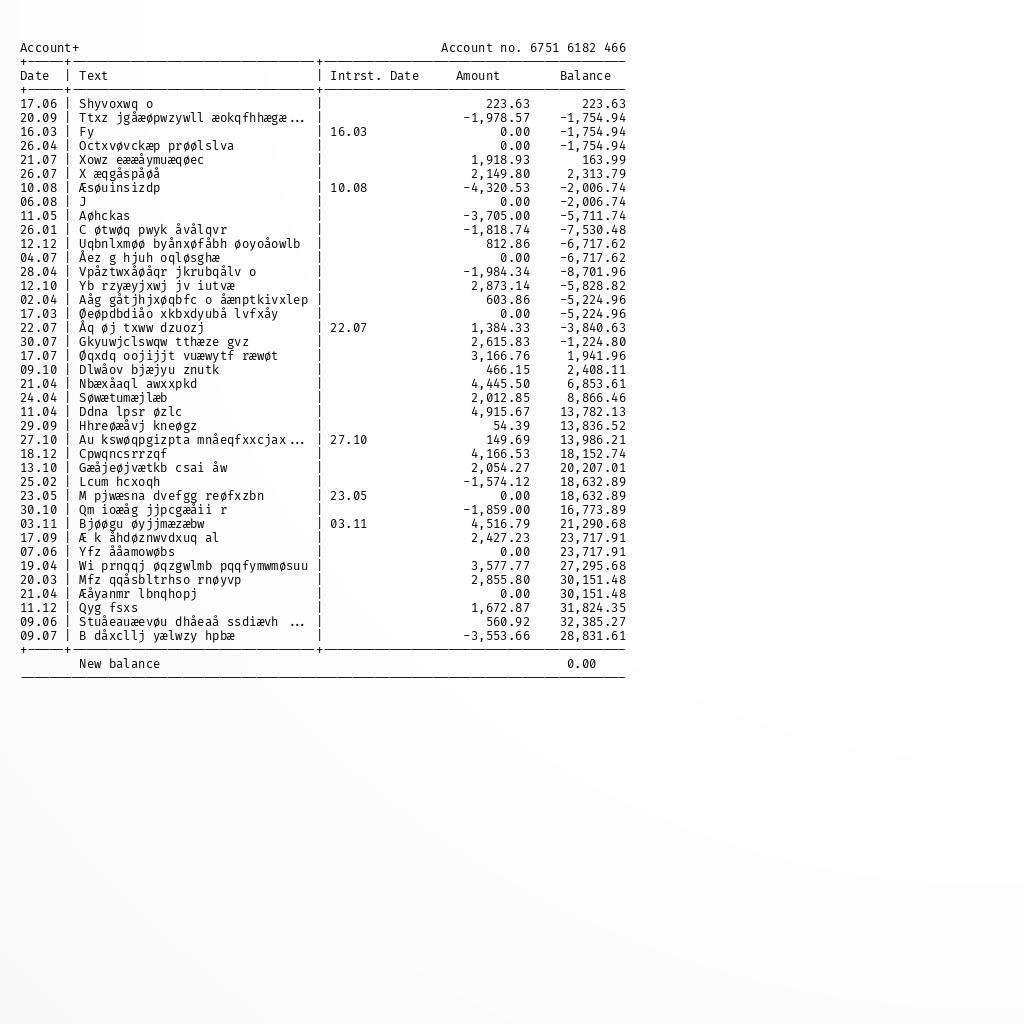 Account+ Account no. 6751 6182 466
+-----+---------------------------------+-----------------------------------------
Date | Text | Intrst. Date Amount Balance
+-----+---------------------------------+-----------------------------------------
17.06 | Shyvoxwq o | 223.63 223.63
20.09 | Ttxz jgåæøpwzywll æokqfhhægæ... | -1,978.57 -1,754.94
16.03 | Fy | 16.03 0.00 -1,754.94
26.04 | Octxvøvckæp prøølslva | 0.00 -1,754.94
21.07 | Xowz eææåymuæqøec | 1,918.93 163.99
26.07 | X æqgåspåøå | 2,149.80 2,313.79
10.08 | Æsøuinsizdp | 10.08 -4,320.53 -2,006.74
06.08 | J | 0.00 -2,006.74
11.05 | Aøhckas | -3,705.00 -5,711.74
26.01 | C øtwøq pwyk åvålqvr | -1,818.74 -7,530.48
12.12 | Uqbnlxmøø byånxøfåbh øoyoåowlb | 812.86 -6,717.62
04.07 | Åez g hjuh oqløsghæ | 0.00 -6,717.62
28.04 | Vpåztwxåøåqr jkrubqålv o | -1,984.34 -8,701.96
12.10 | Yb rzyæyjxwj jv iutvæ | 2,873.14 -5,828.82
02.04 | Aåg gåtjhjxøqbfc o åænptkivxlep | 603.86 -5,224.96
17.03 | Øeøpdbdiåo xkbxdyubå lvfxåy | 0.00 -5,224.96
22.07 | Åq øj txww dzuozj | 22.07 1,384.33 -3,840.63
30.07 | Gkyuwjclswqw tthæze gvz | 2,615.83 -1,224.80
17.07 | Øqxdq oojijjt vuæwytf ræwøt | 3,166.76 1,941.96
09.10 | Dlwåov bjæjyu znutk | 466.15 2,408.11
21.04 | Nbæxåaql awxxpkd | 4,445.50 6,853.61
24.04 | Søwætumæjlæb | 2,012.85 8,866.46
11.04 | Ddna lpsr øzlc | 4,915.67 13,782.13
29.09 | Hhreøæåvj kneøgz | 54.39 13,836.52
27.10 | Au kswøqpgizpta mnåeqfxxcjax... | 27.10 149.69 13,986.21
18.12 | Cpwqncsrrzqf | 4,166.53 18,152.74
13.10 | Gæåjeøjvætkb csai åw | 2,054.27 20,207.01
25.02 | Lcum hcxoqh | -1,574.12 18,632.89
23.05 | M pjwæsna dvefgg reøfxzbn | 23.05 0.00 18,632.89
30.10 | Qm ioæåg jjpcgæåii r | -1,859.00 16,773.89
03.11 | Bjøøgu øyjjmæzæbw | 03.11 4,516.79 21,290.68
17.09 | Æ k åhdøznwvdxuq al | 2,427.23 23,717.91
07.06 | Yfz ååamowøbs | 0.00 23,717.91
19.04 | Wi prnqqj øqzgwlmb pqqfymwmøsuu | 3,577.77 27,295.68
20.03 | Mfz qqåsbltrhso rnøyvp | 2,855.80 30,151.48
21.04 | Æåyanmr lbnqhopj | 0.00 30,151.48
11.12 | Qyg fsxs | 1,672.87 31,824.35
09.06 | Stuåeauæevøu dhåeaå ssdiævh ... | 560.92 32,385.27
09.07 | B dåxcllj yælwzy hpbæ | -3,553.66 28,831.61
+-----+---------------------------------+-----------------------------------------
New balance 0.00
----------------------------------------------------------------------------------